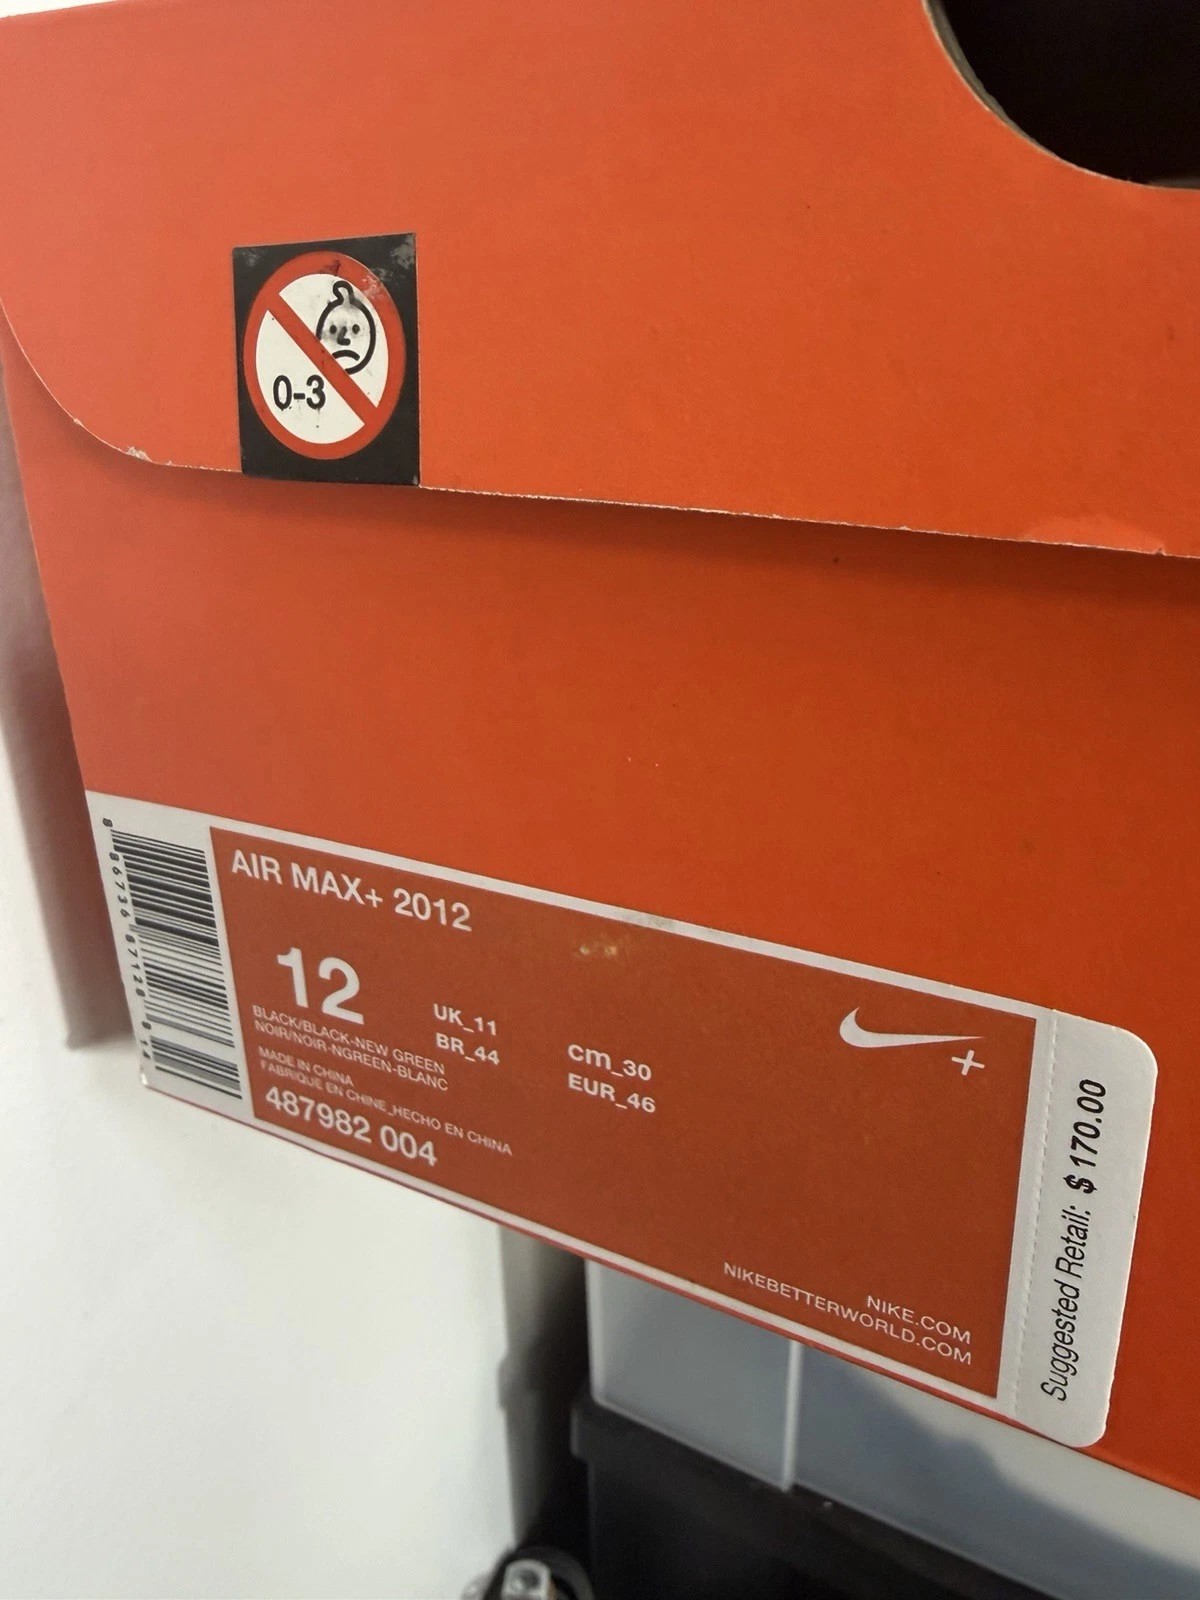 0-3
AIR MAX+ 2012
12
UK_11
BR_44
cm_30
EUR_46
BLACK/BLACK-NEW GREEN
NOIR/NOIR-NGREEN-BLANC
MADE IN CHINA
FABRIQUE EN CHINE_HECHO EN CHINA
487982 004
NIKE.COM
NIKEBETTERWORLD.COM
Suggested Retail: $ 170.00